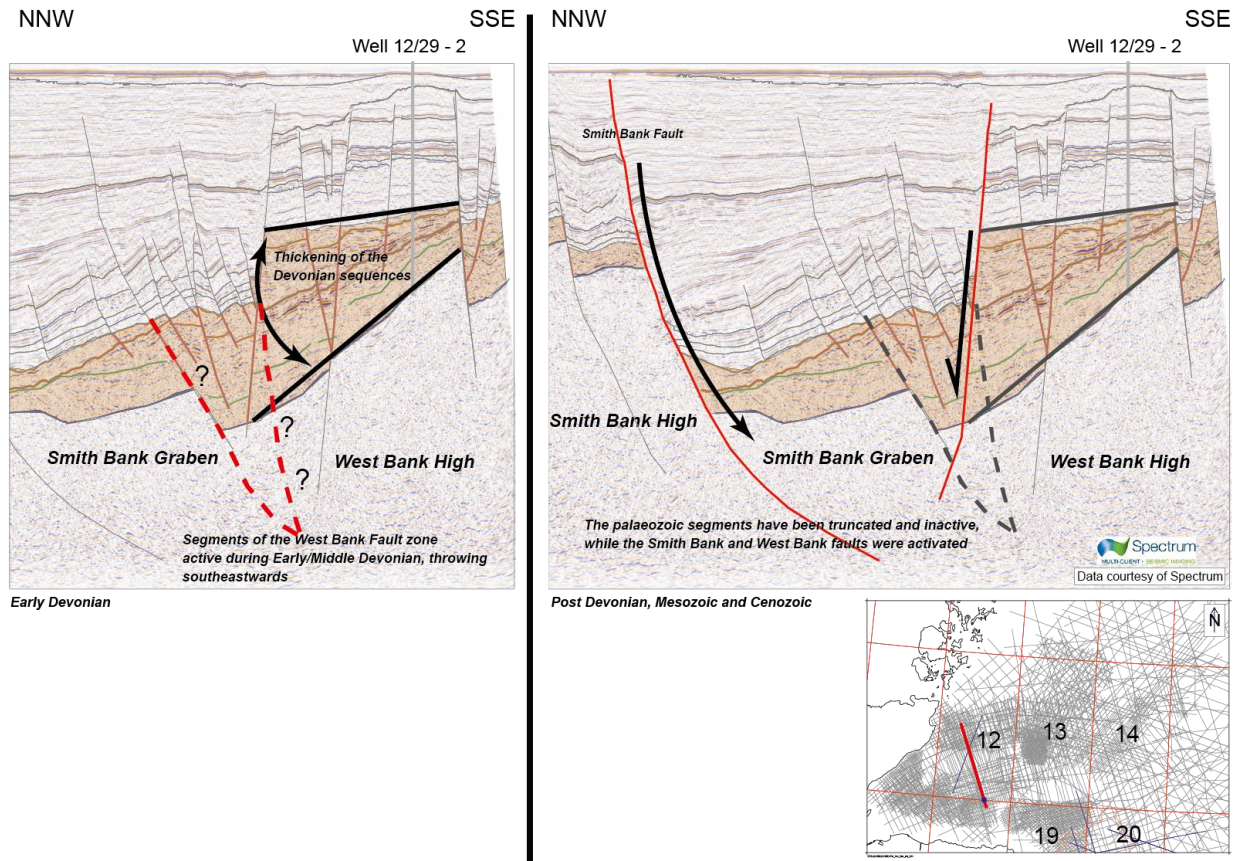 NNW
SSE
Well 12/29 - 2
Thickening of the
Devonian sequences
?
?
?
Smith Bank Graben
West Bank High
Segments of the West Bank Fault zone
active during Early/Middle Devonian, throwing
southeastwards
Early Devonian
NNW
SSE
Well 12/29 - 2
Smith Bank Fault
Smith Bank High
Smith Bank Graben
West Bank High
The palaeozoic segments have been truncated and inactive,
while the Smith Bank and West Bank faults were activated
Spectrum
MULTI-CLIENT • SEISMIC IMAGING
Data courtesy of Spectrum
Post Devonian, Mesozoic and Cenozoic
N
12
13
14
19
20